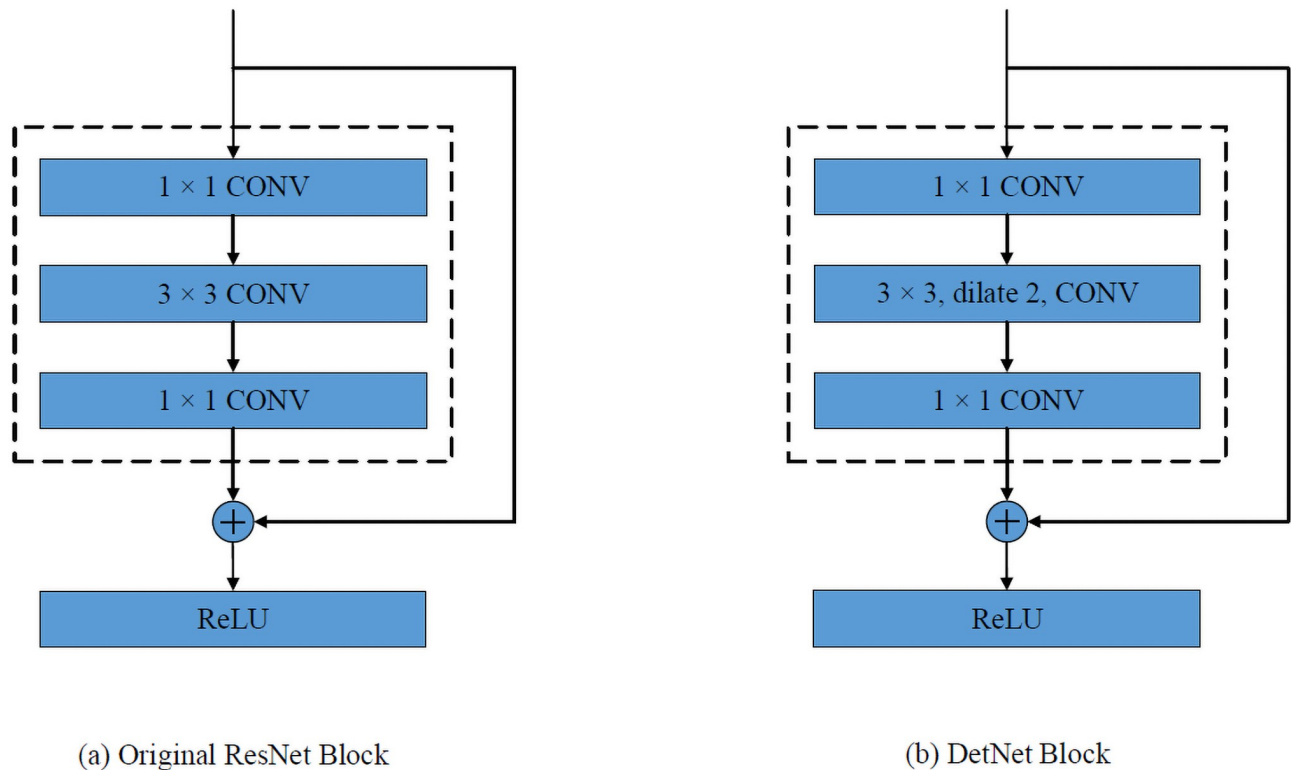 1 × 1 CONV
3 × 3 CONV
1 × 1 CONV
+
ReLU
(a) Original ResNet Block
1 × 1 CONV
3 × 3, dilate 2, CONV
1 × 1 CONV
+
ReLU
(b) DetNet Block